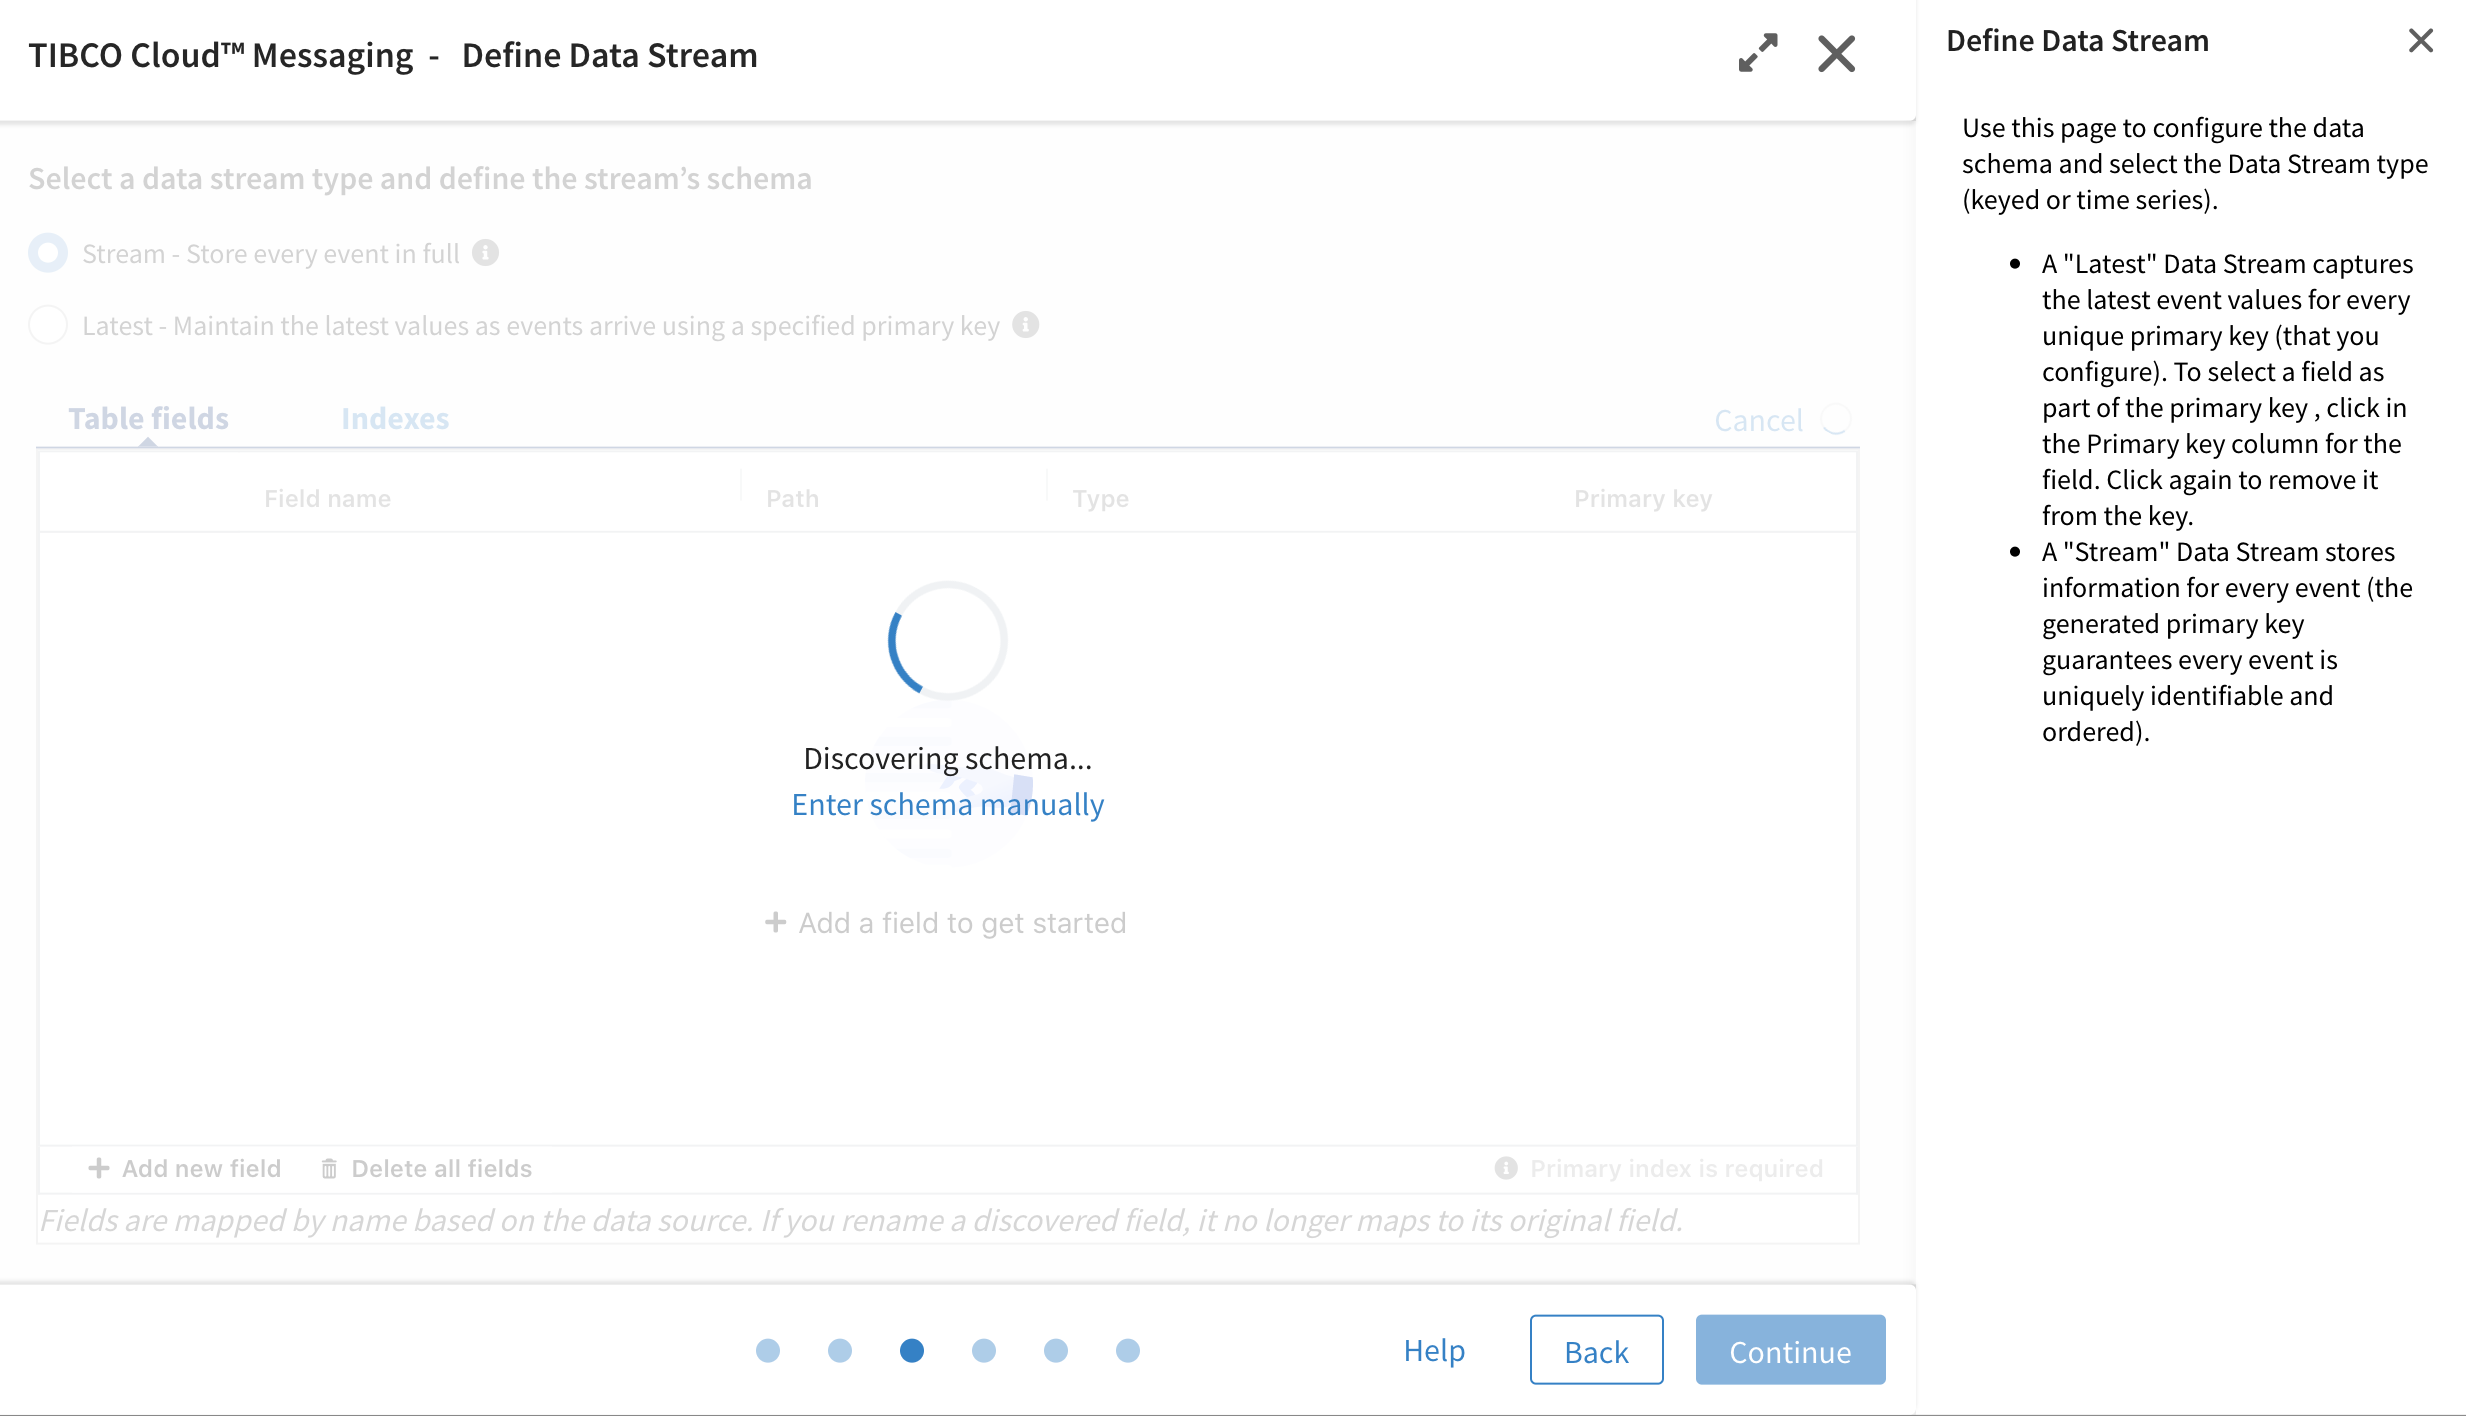 TIBCO Cloud™ Messaging - Define Data Stream
Select a data stream type and define the stream's schema
Stream - Store every event in full
Latest - Maintain the latest values as events arrive using a specified primary key
Table fields Indexes Cancel
Field name Path Type Primary key
Discovering schema...
Enter schema manually
+ Add a field to get started
+ Add new field Delete all fields Primary index is required
Fields are mapped by name based on the data source. If you rename a discovered field, it no longer maps to its original field.
Help Back Continue
Define Data Stream
Use this page to configure the data
schema and select the Data Stream type
(keyed or time series).
• A "Latest" Data Stream captures
the latest event values for every
unique primary key (that you
configure). To select a field as
part of the primary key , click in
the Primary key column for the
field. Click again to remove it
from the key.
• A "Stream" Data Stream stores
information for every event (the
generated primary key
guarantees every event is
uniquely identifiable and
ordered).